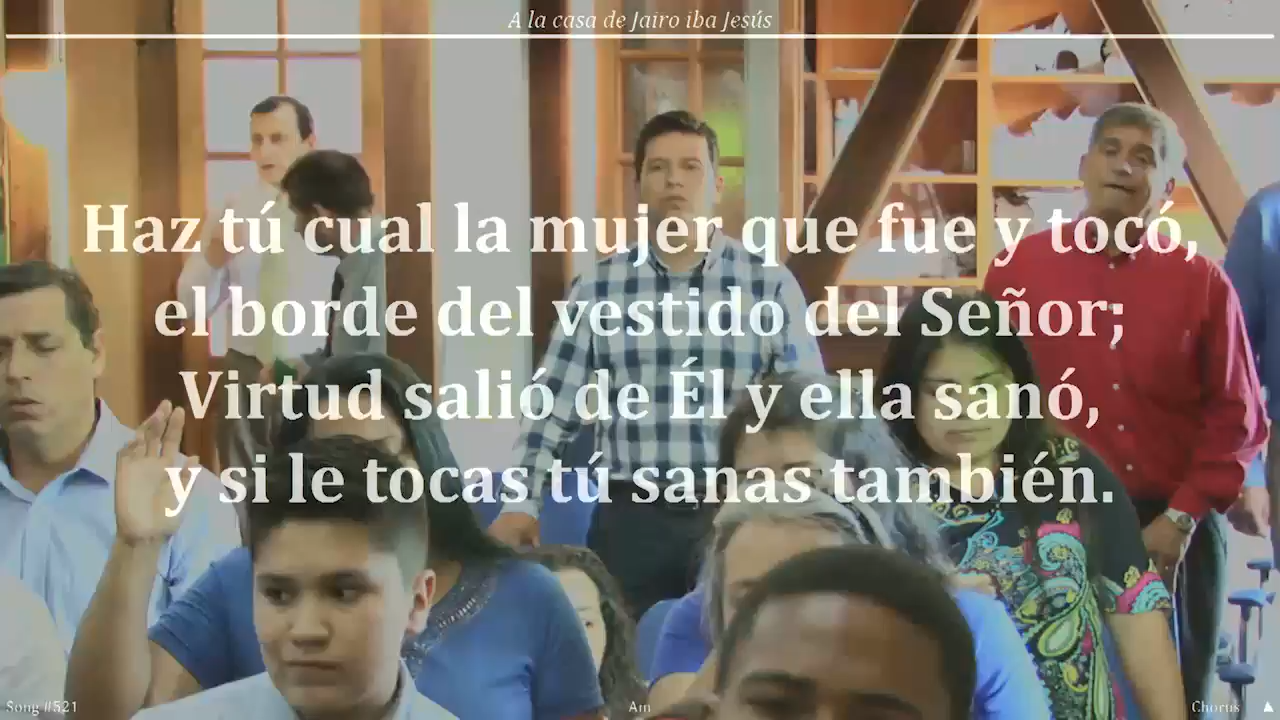 A la casa de Jairo iba Jesús
Haz tú cual la mujer que fue y tocó,
el borde del vestido del Señor;
Virtud salió de Él y ella sanó,
y si le tocas tú sanas también.
Song #521
Am
Chorus ▲